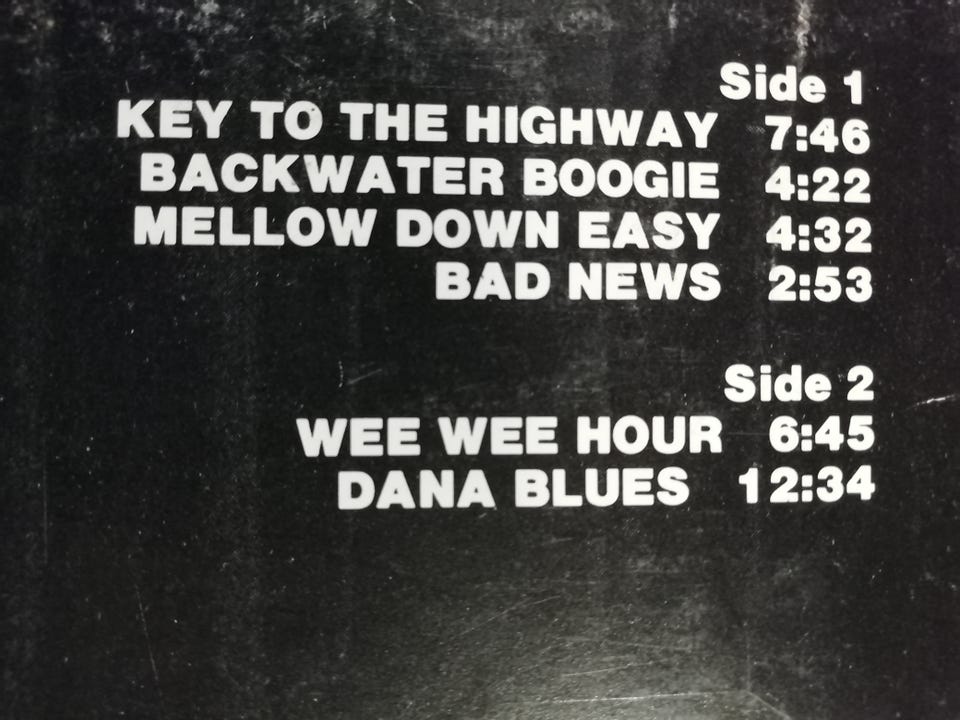 Side 1
KEY TO THE HIGHWAY 7:46
BACKWATER BOOGIE 4:22
MELLOW DOWN EASY 4:32
BAD NEWS 2:53
Side 2
WEE WEE HOUR 6:45
DANA BLUES 12:34